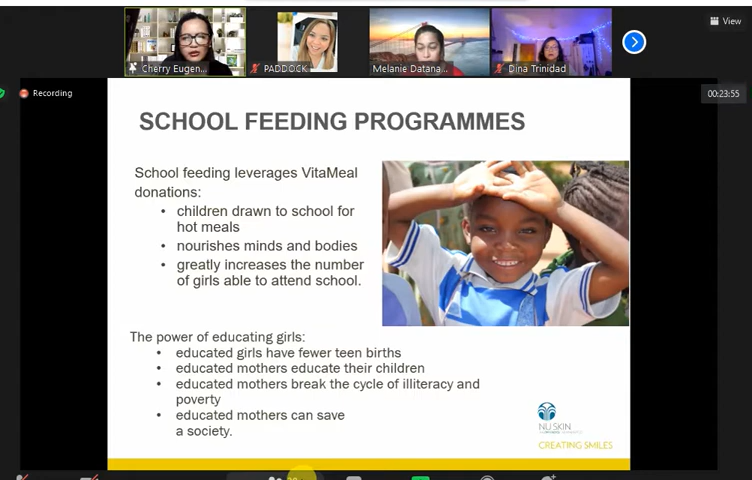 View
Cherry Eugen...
PADDOCK
Melanie Datana...
Dina Trinidad
Recording
00:23:55
SCHOOL FEEDING PROGRAMMES
School feeding leverages VitaMeal
donations:
• children drawn to school for
hot meals
• nourishes minds and bodies
• greatly increases the number
of girls able to attend school.
The power of educating girls:
• educated girls have fewer teen births
• educated mothers educate their children
• educated mothers break the cycle of illiteracy and
poverty
• educated mothers can save
a society.
NU SKIN
CREATING SMILES